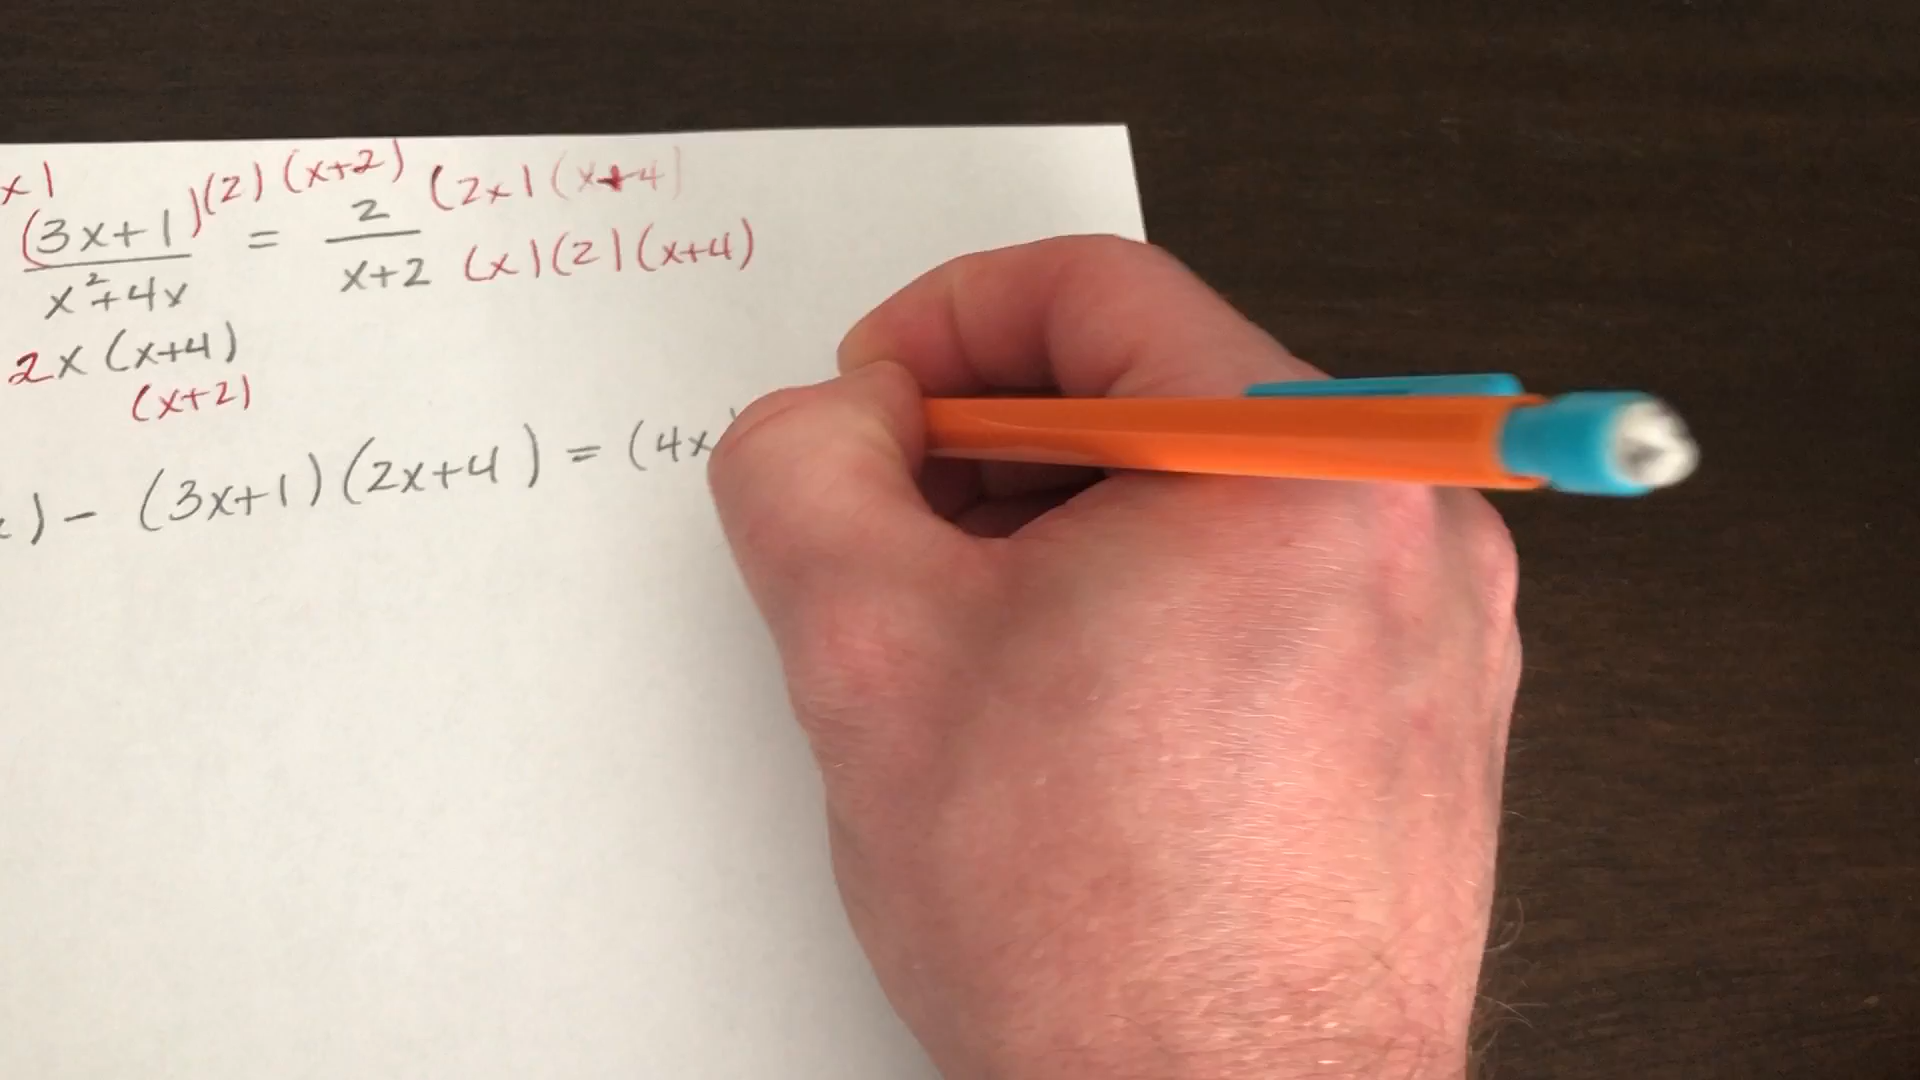 x) (3x+1)(2)(x+2) = 2 (2x)(x+4)
x²+4x x+2 (x)(2)(x+4)
2x(x+4)
(x+2)
) - (3x+1)(2x+4) = (4x)